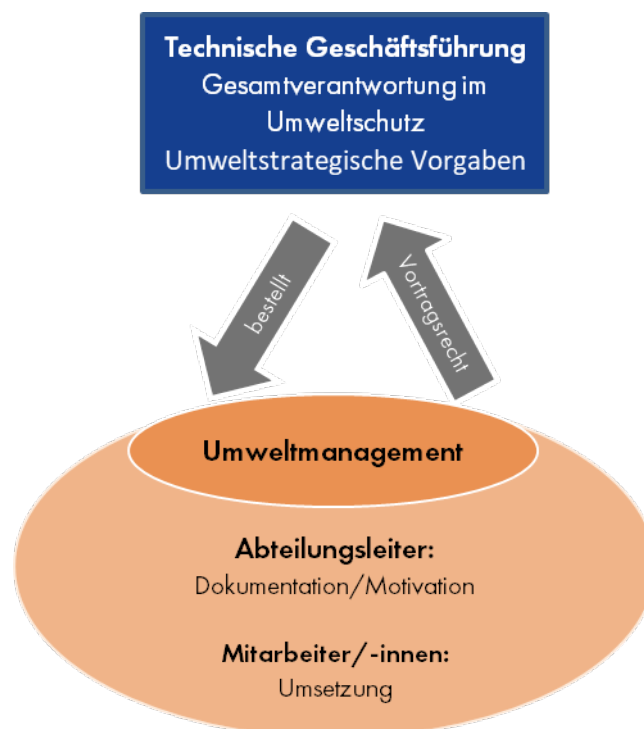 Technische Geschäftsführung
Gesamtverantwortung im
Umweltschutz
Umweltstrategische Vorgaben
bestellt
Vortragsrecht
Umweltmanagement
Abteilungsleiter:
Dokumentation/Motivation
Mitarbeiter/-innen:
Umsetzung